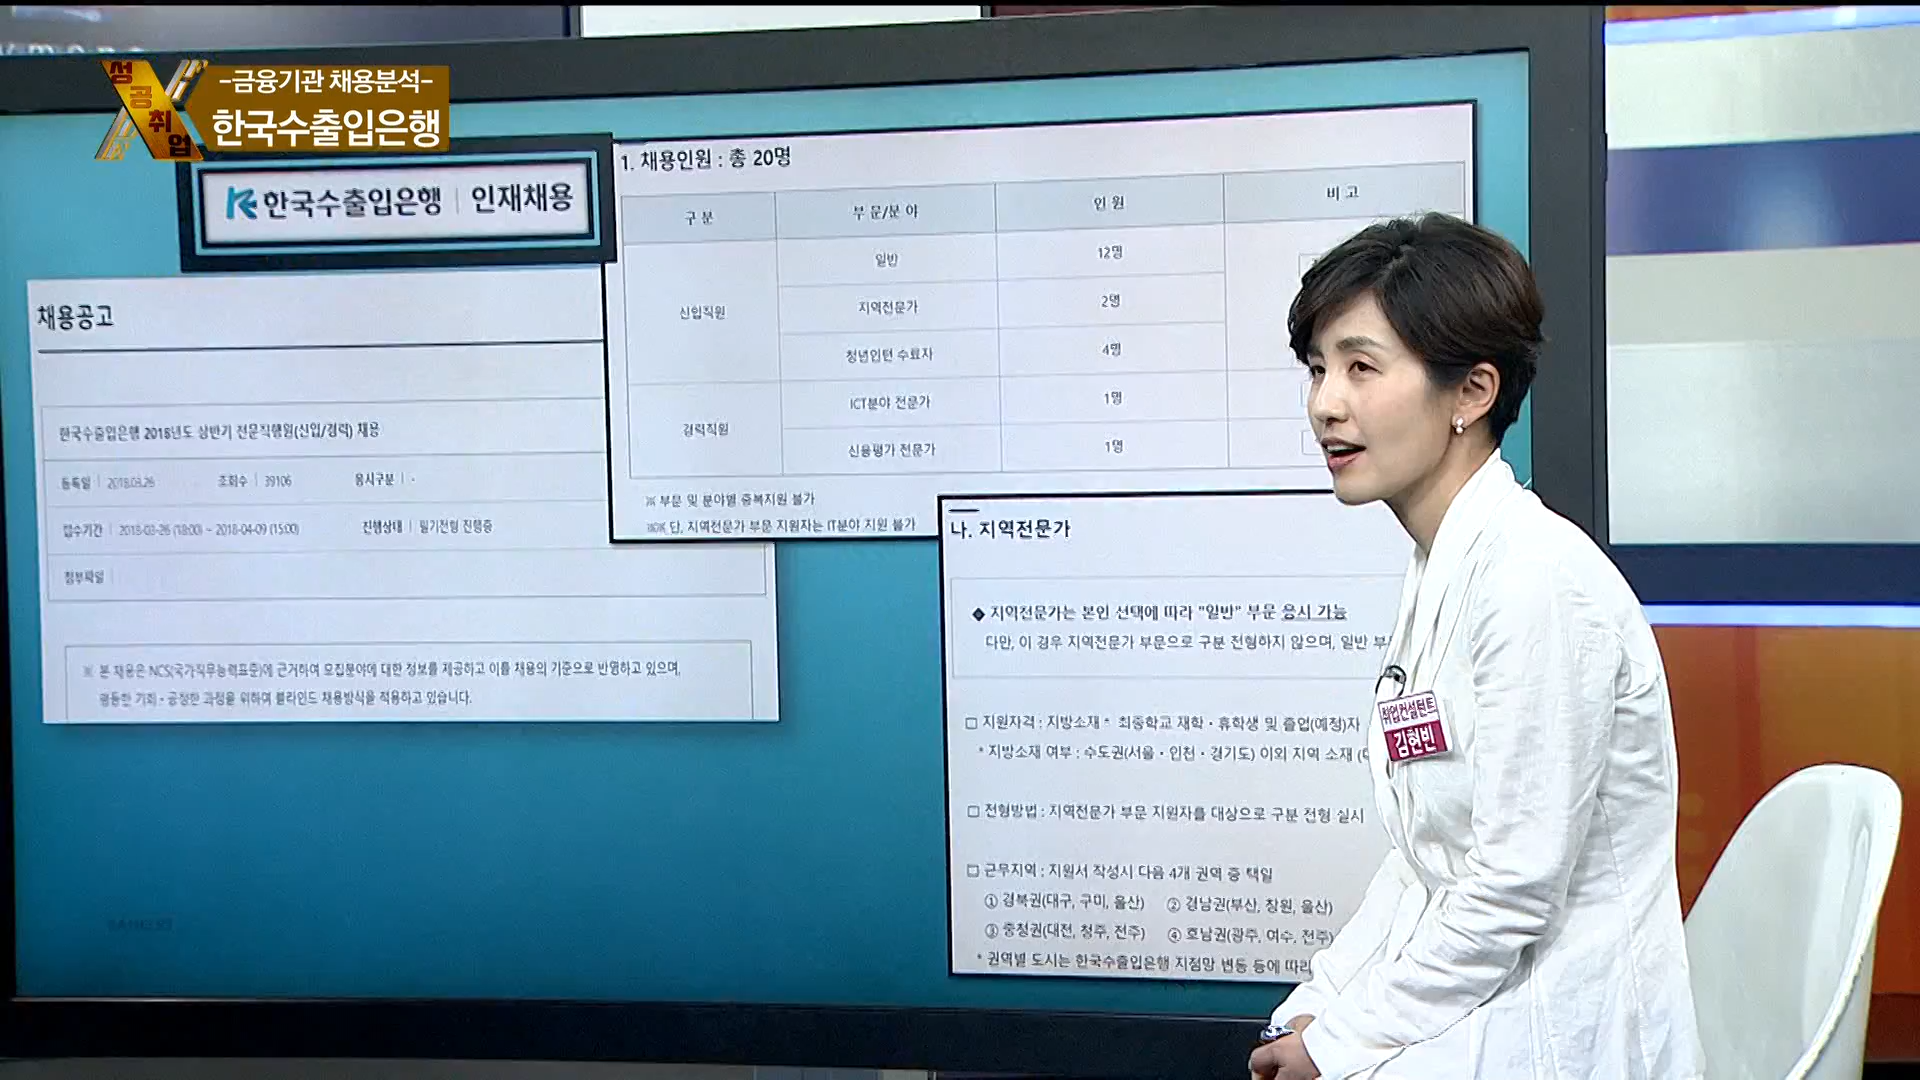 성공취업
-금융기관 채용분석-
한국수출입은행
한국수출입은행 | 인재채용
채용공고
한국수출입은행 2018년도 상반기 전문직행원(신입/경력) 채용
등록일 | 2018.03.26 조회수 | 39106 응시구분 | -
접수기간 | 2018-03-26 (18:00) ~ 2018-04-09 (15:00) 진행상태 | 필기전형 진행중
첨부파일
※ 본 채용은 NCS(국가직무능력표준)에 근거하여 모집분야에 대한 정보를 제공하고 이를 채용의 기준으로 반영하고 있으며,
평등한 기회·공정한 과정을 위하여 블라인드 채용방식을 적용하고 있습니다.
1. 채용인원 : 총 20명
구 분 부 문/분 야 인 원 비 고
신입직원
일반 12명
지역전문가 2명
청년인턴 수료자 4명
경력직원
ICT분야 전문가 1명
신용평가 전문가 1명
※ 부문 및 분야별 중복지원 불가
※※ 단, 지역전문가 부문 지원자는 IT분야 지원 불가
나. 지역전문가
◆ 지역전문가는 본인 선택에 따라 "일반" 부문 응시 가능
다만, 이 경우 지역전문가 부문으로 구분 전형하지 않으며, 일반
□ 지원자격 : 지방소재* 최종학교 재학·휴학생 및 졸업(예정)자
* 지방소재 여부 : 수도권(서울·인천·경기도) 이외 지역 소재
□ 전형방법 : 지역전문가 부문 지원자를 대상으로 구분 전형 실시
□ 근무지역 : 지원서 작성시 다음 4개 권역 중 택일
① 경북권(대구, 구미, 울산) ② 경남권(부산, 창원, 울산)
③ 충청권(대전, 청주, 전주) ④ 호남권(광주, 여수, 전주)
* 권역별 도시는 한국수출입은행 지점망 변동 등에 따라
취업컨설턴트
김현빈